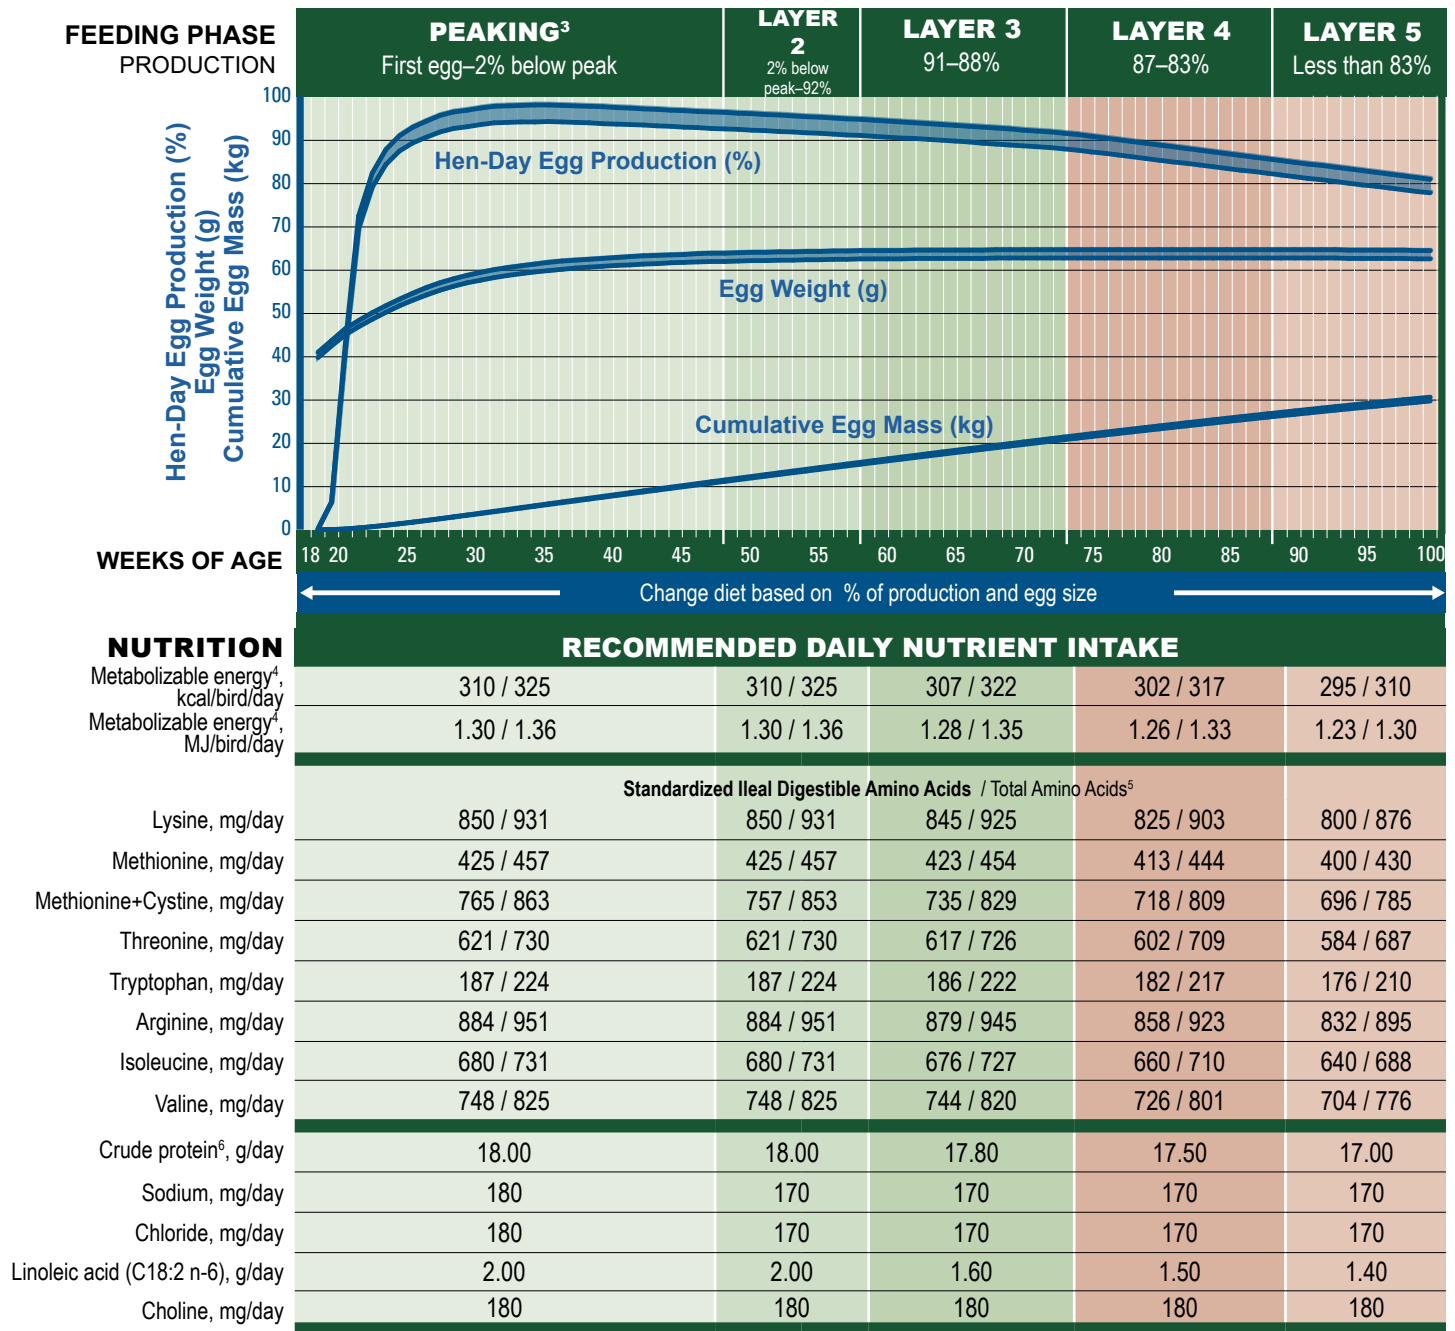 FEEDING PHASE
PRODUCTION
PEAKING³
First egg–2% below peak
LAYER
2
2% below
peak–92%
LAYER 3
91–88%
LAYER 4
87–83%
LAYER 5
Less than 83%
Hen-Day Egg Production (%)
Egg Weight (g)
Cumulative Egg Mass (kg)
100
90
80
70
60
50
40
30
20
10
0
Hen-Day Egg Production (%)
Egg Weight (g)
Cumulative Egg Mass (kg)
WEEKS OF AGE 18 20 25 30 35 40 45 50 55 60 65 70 75 80 85 90 95 100
Change diet based on % of production and egg size
NUTRITION RECOMMENDED DAILY NUTRIENT INTAKE
Metabolizable energy⁴,
kcal/bird/day 310 / 325 310 / 325 307 / 322 302 / 317 295 / 310
Metabolizable energy⁴,
MJ/bird/day 1.30 / 1.36 1.30 / 1.36 1.28 / 1.35 1.26 / 1.33 1.23 / 1.30
Standardized Ileal Digestible Amino Acids / Total Amino Acids⁵
Lysine, mg/day 850 / 931 850 / 931 845 / 925 825 / 903 800 / 876
Methionine, mg/day 425 / 457 425 / 457 423 / 454 413 / 444 400 / 430
Methionine+Cystine, mg/day 765 / 863 757 / 853 735 / 829 718 / 809 696 / 785
Threonine, mg/day 621 / 730 621 / 730 617 / 726 602 / 709 584 / 687
Tryptophan, mg/day 187 / 224 187 / 224 186 / 222 182 / 217 176 / 210
Arginine, mg/day 884 / 951 884 / 951 879 / 945 858 / 923 832 / 895
Isoleucine, mg/day 680 / 731 680 / 731 676 / 727 660 / 710 640 / 688
Valine, mg/day 748 / 825 748 / 825 744 / 820 726 / 801 704 / 776
Crude protein⁶, g/day 18.00 18.00 17.80 17.50 17.00
Sodium, mg/day 180 170 170 170 170
Chloride, mg/day 180 170 170 170 170
Linoleic acid (C18:2 n-6), g/day 2.00 2.00 1.60 1.50 1.40
Choline, mg/day 180 180 180 180 180